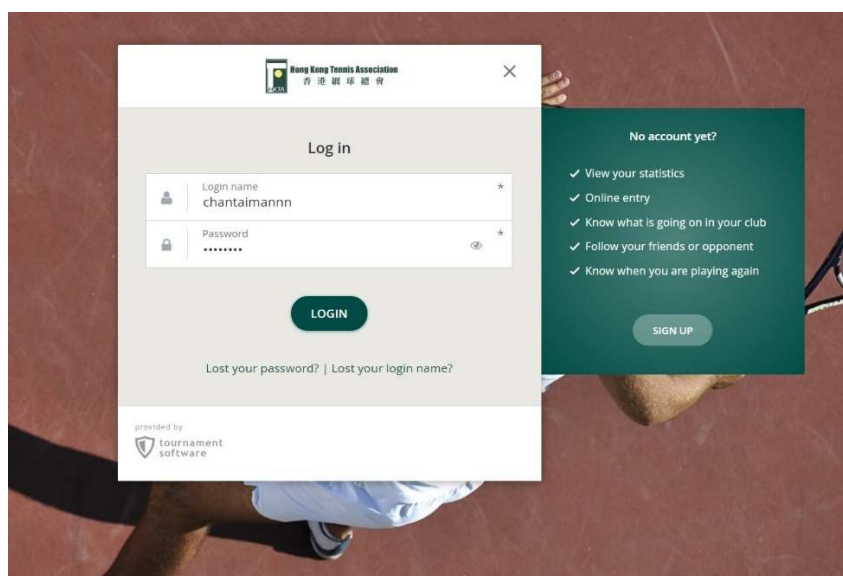 Hong Kong Tennis Association
香港網球總會
HKTA
Log in
Login name
*
chantaimannn
Password
*
••••••••
LOGIN
Lost your password? | Lost your login name?
provided by
tournament
software
No account yet?
✓ View your statistics
✓ Online entry
✓ Know what is going on in your club
✓ Follow your friends or opponent
✓ Know when you are playing again
SIGN UP